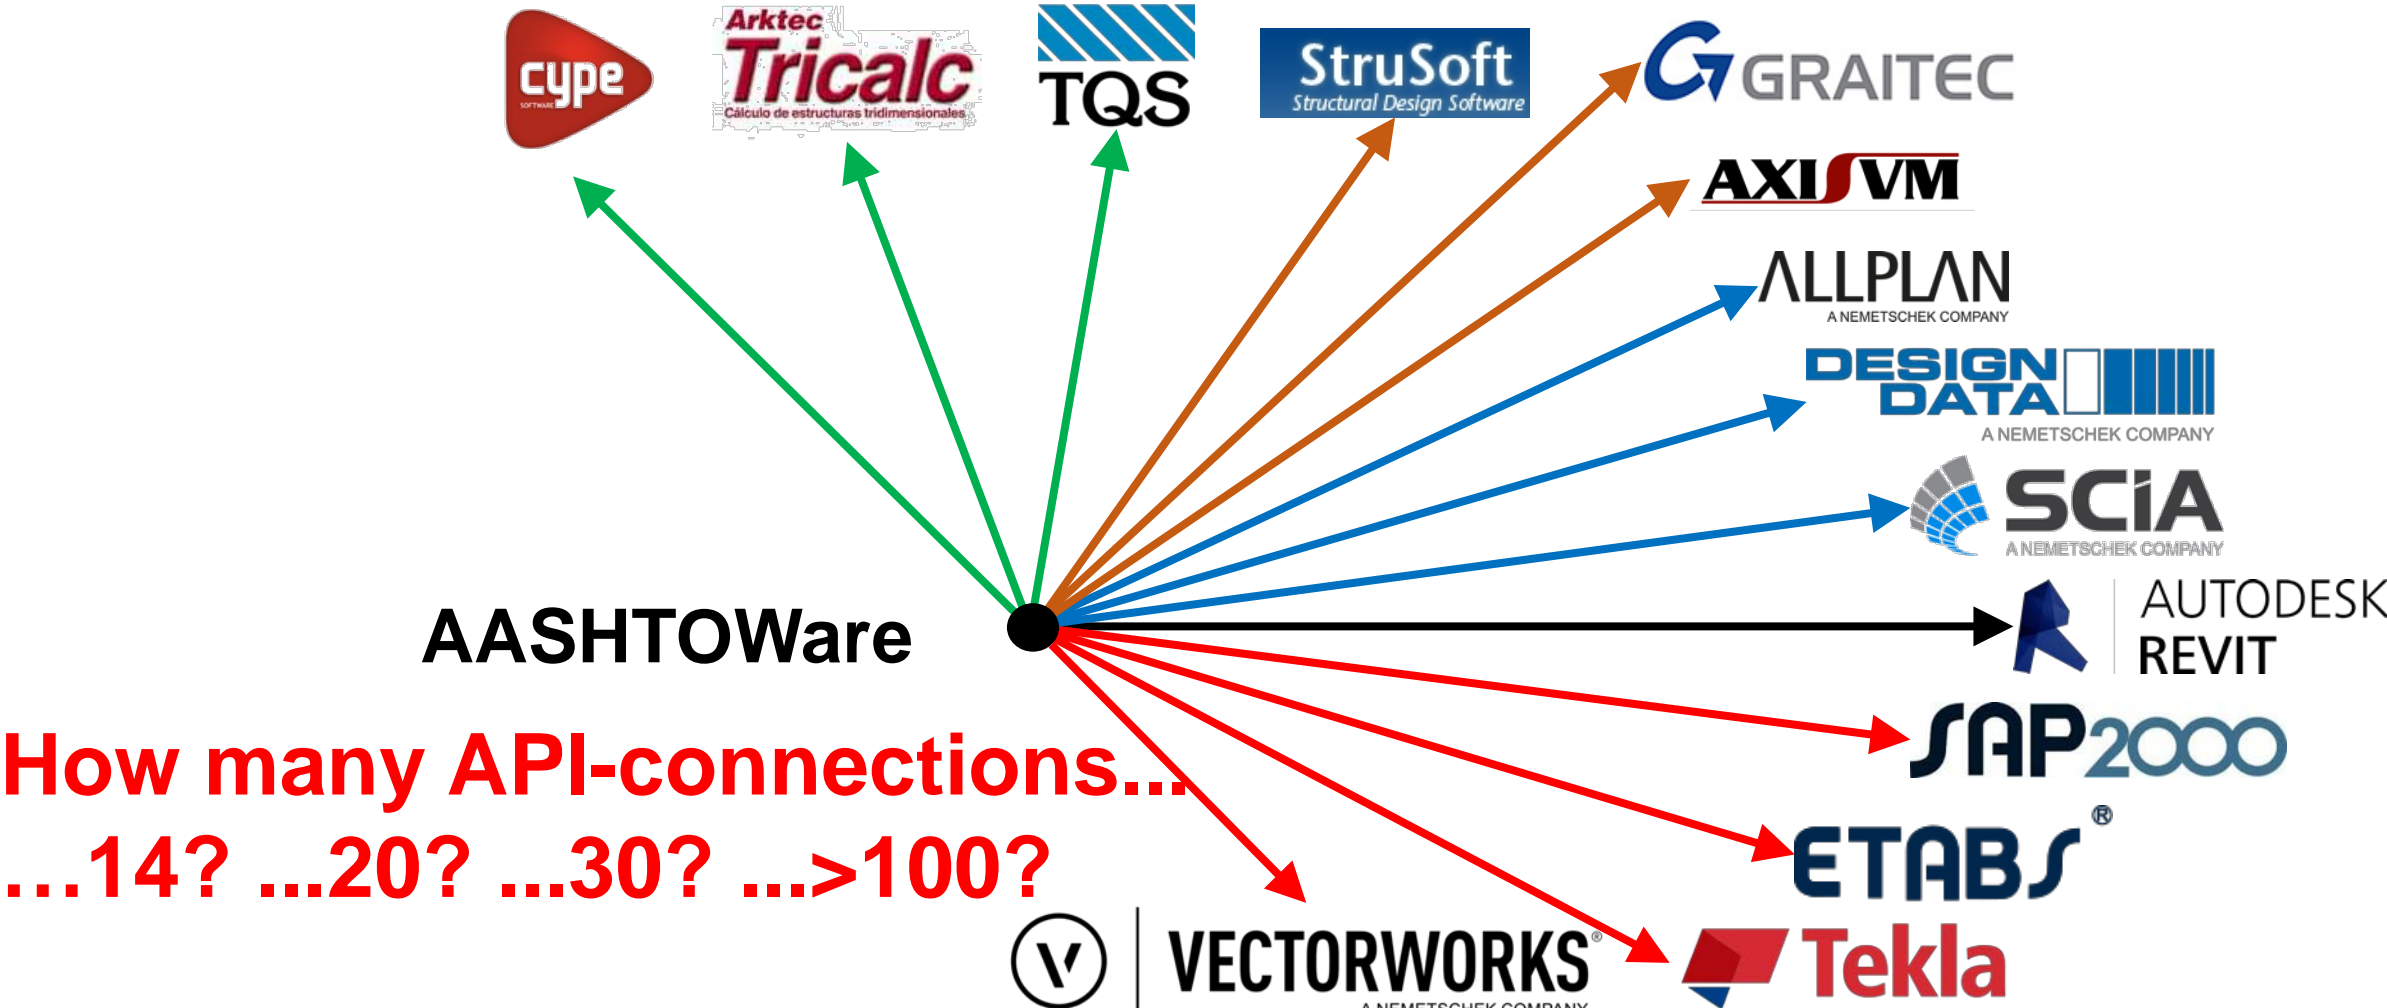 cype
SOFTWARE
Arktec
Tricalc
Cálculo de estructuras tridimensionales
TQS
StruSoft
Structural Design Software
GRAITEC
AXISVM
ALLPLAN
A NEMETSCHEK COMPANY
DESIGN
DATA
A NEMETSCHEK COMPANY
SCiA
A NEMETSCHEK COMPANY
AUTODESK
REVIT
AASHTOWare
SAP2000
How many API-connections...
...14? ...20? ...30? ...>100?
ETABS®
Tekla
V VECTORWORKS®
A NEMETSCHEK COMPANY